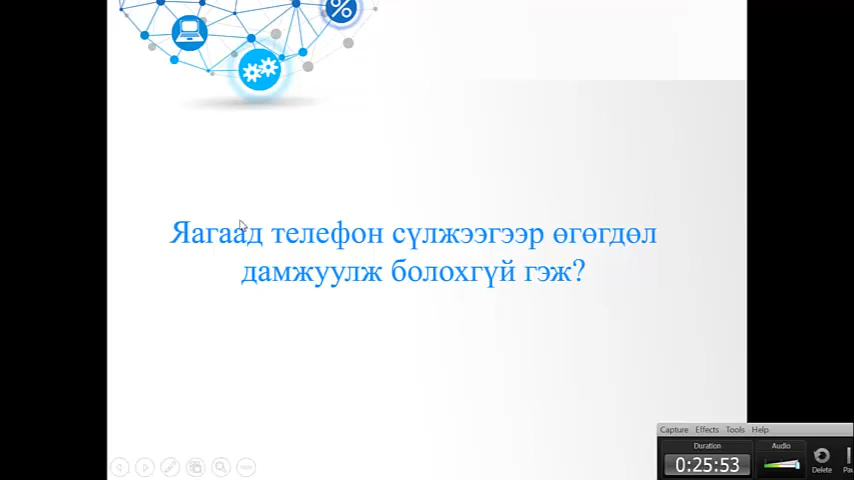 %
Яагаад телефон сүлжээгээр өгөгдөл
дамжуулж болохгүй гэж?
Capture Effects Tools Help
Duration Audio
0:25:53
Delete